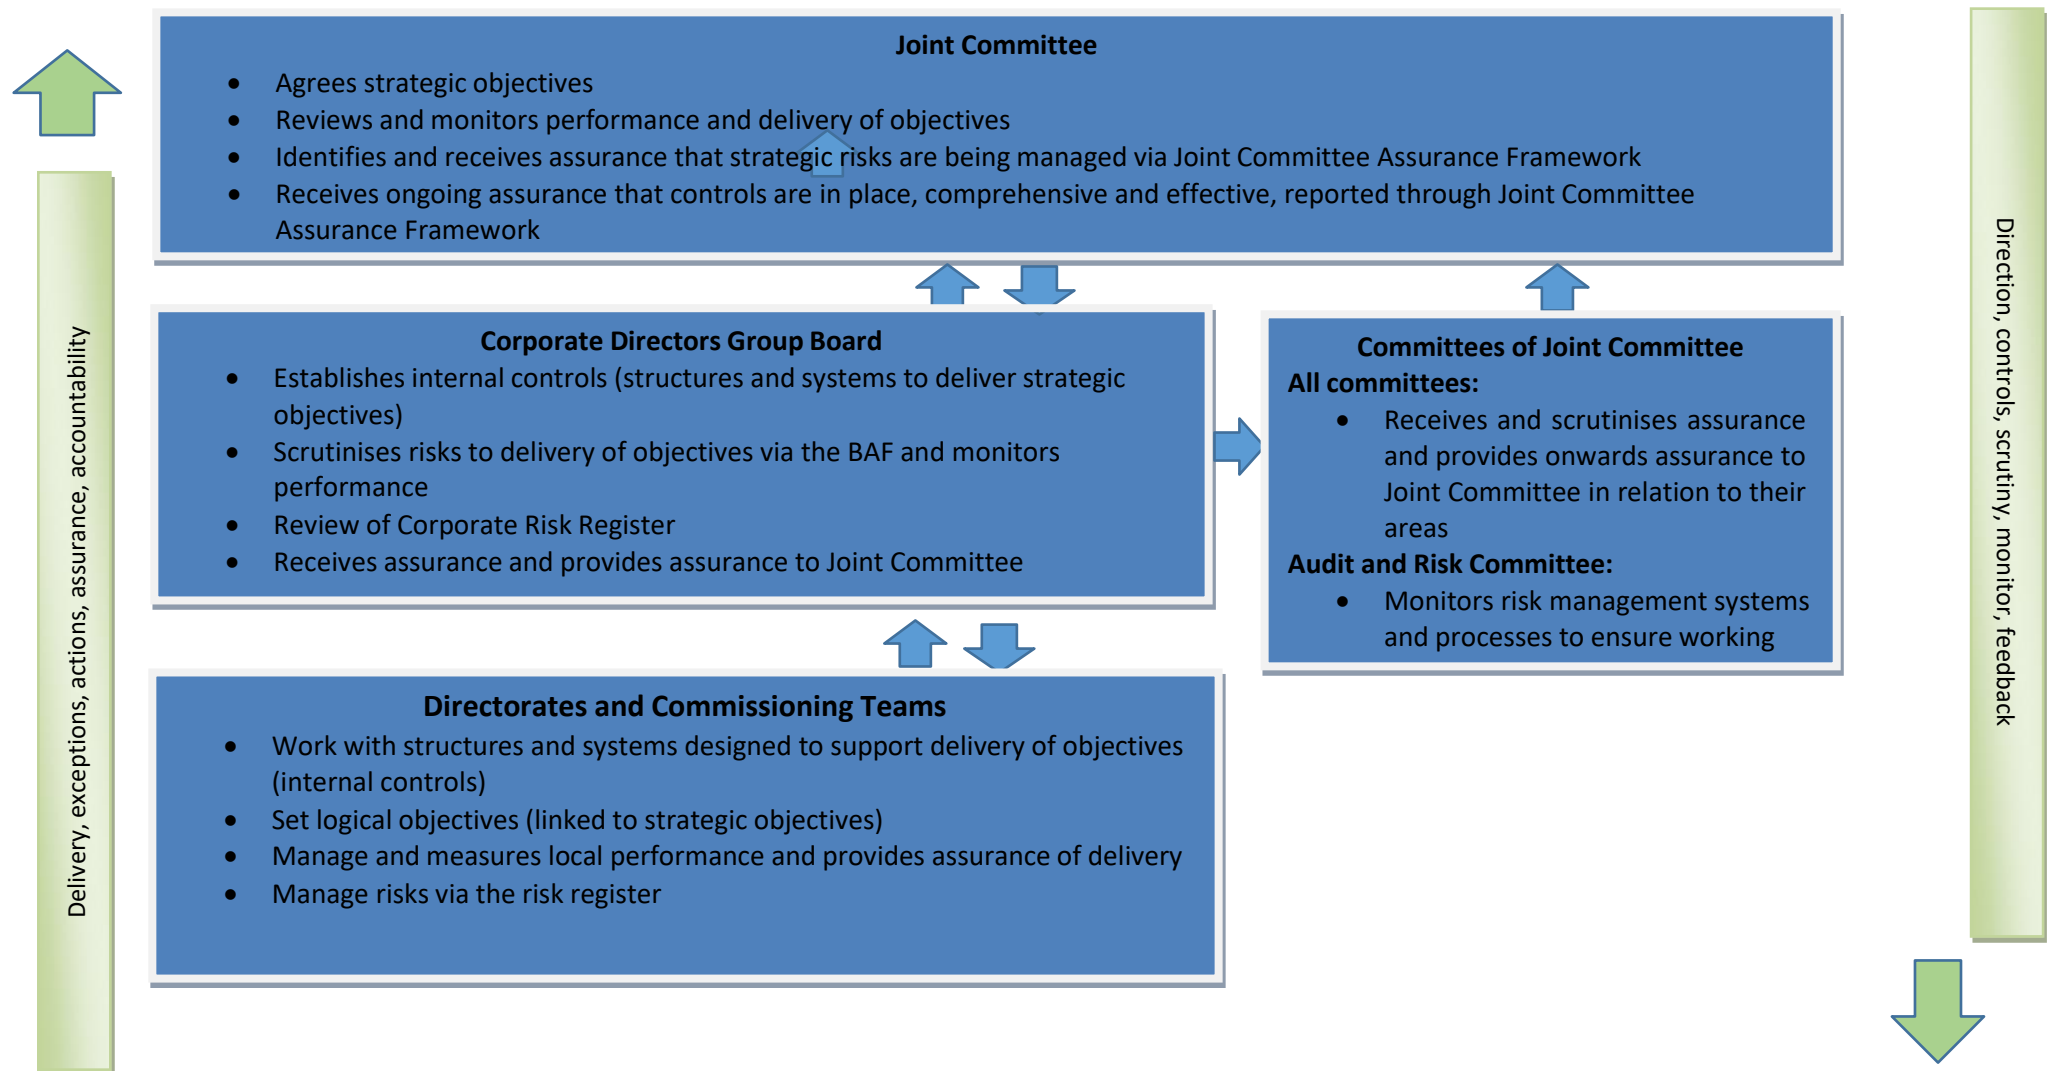 Joint Committee
• Agrees strategic objectives
• Reviews and monitors performance and delivery of objectives
• Identifies and receives assurance that strategic risks are being managed via Joint Committee Assurance Framework
• Receives ongoing assurance that controls are in place, comprehensive and effective, reported through Joint Committee
Assurance Framework
Delivery, exceptions, actions, assurance, accountability
Corporate Directors Group Board
• Establishes internal controls (structures and systems to deliver strategic
objectives)
• Scrutinises risks to delivery of objectives via the BAF and monitors
performance
• Review of Corporate Risk Register
• Receives assurance and provides assurance to Joint Committee
Committees of Joint Committee
All committees:
• Receives and scrutinises assurance
and provides onwards assurance to
Joint Committee in relation to their
areas
Audit and Risk Committee:
• Monitors risk management systems
and processes to ensure working
Directorates and Commissioning Teams
• Work with structures and systems designed to support delivery of objectives
(internal controls)
• Set logical objectives (linked to strategic objectives)
• Manage and measures local performance and provides assurance of delivery
• Manage risks via the risk register
Direction, controls, scrutiny, monitor, feedback